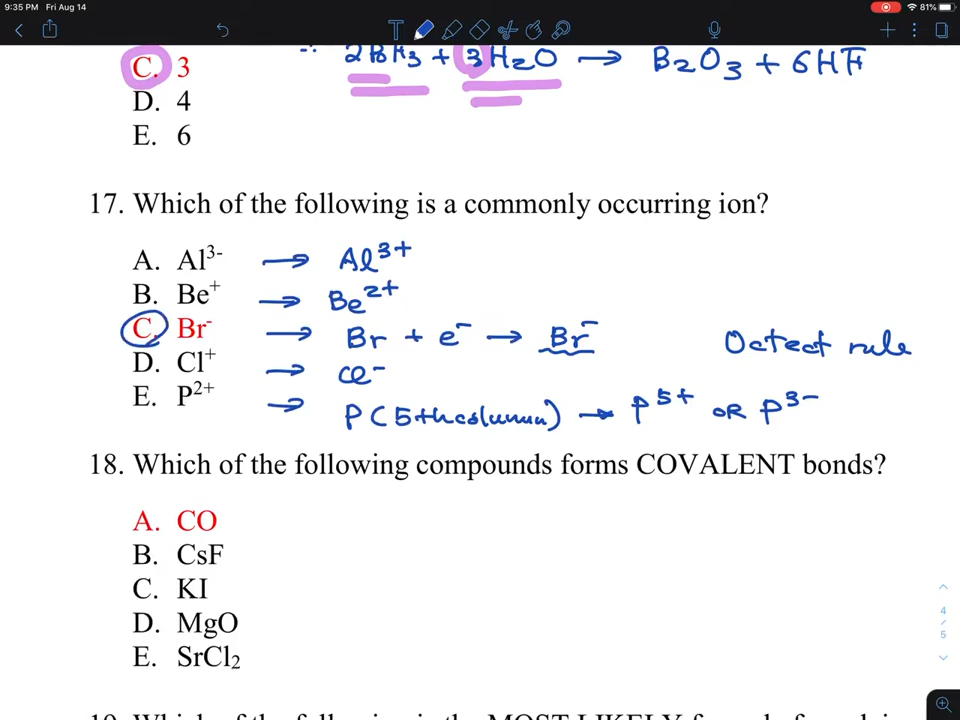 9:35 PM Fri Aug 14
81%
C. 3
∴ 2BF3 + 3H2O → B2O3 + 6HF
D. 4
E. 6
17. Which of the following is a commonly occurring ion?
A. Al³⁻ → Al³⁺
B. Be⁺ → Be²⁺
C. Br⁻ → Br + e⁻ → Br⁻
Octect rule
D. Cl⁺ → Cl⁻
E. P²⁺ → P (5th column) → P⁵⁺ OR P³⁻
18. Which of the following compounds forms COVALENT bonds?
A. CO
B. CsF
C. KI
D. MgO
E. SrCl₂
4
/
5